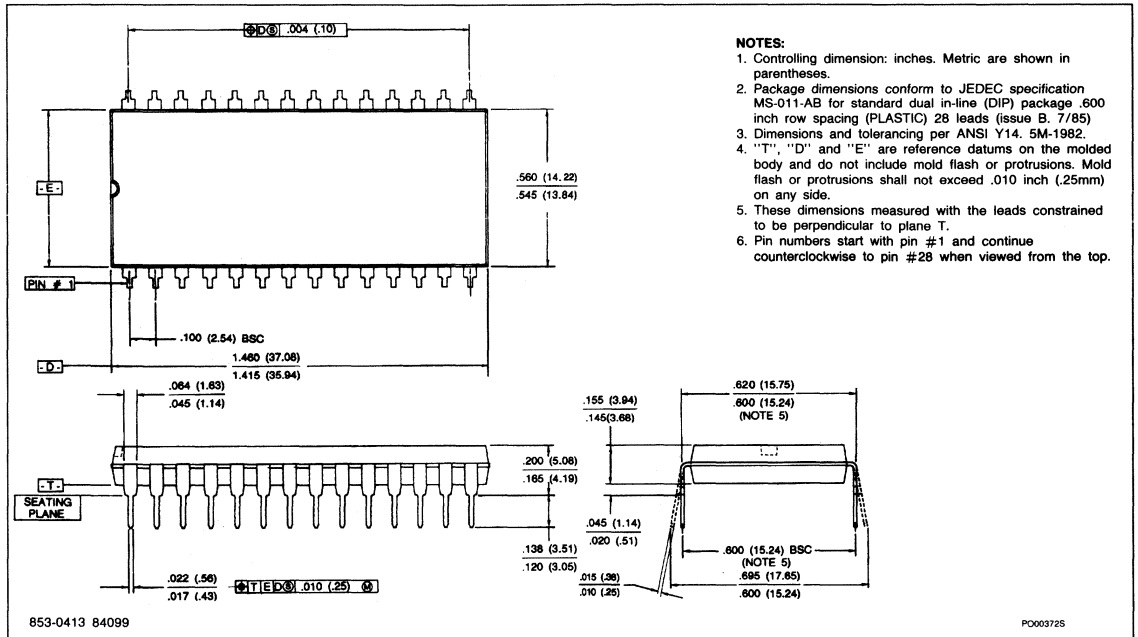 ⌖ D Ⓢ .004 (.10)
NOTES:
1. Controlling dimension: inches. Metric are shown in
parentheses.
2. Package dimensions conform to JEDEC specification
MS-011-AB for standard dual in-line (DIP) package .600
inch row spacing (PLASTIC) 28 leads (issue B. 7/85)
3. Dimensions and tolerancing per ANSI Y14. 5M-1982.
4. "T", "D" and "E" are reference datums on the molded
body and do not include mold flash or protrusions. Mold
flash or protrusions shall not exceed .010 inch (.25mm)
on any side.
5. These dimensions measured with the leads constrained
to be perpendicular to plane T.
6. Pin numbers start with pin #1 and continue
counterclockwise to pin #28 when viewed from the top.
-E-
.560 (14.22)
.545 (13.84)
PIN # 1
.100 (2.54) BSC
-D-
1.460 (37.08)
1.415 (35.94)
.064 (1.63)
.045 (1.14)
.155 (3.94)
.145(3.68)
.620 (15.75)
.600 (15.24)
(NOTE 5)
.200 (5.08)
.165 (4.19)
-T-
SEATING
PLANE
.045 (1.14)
.020 (.51)
.138 (3.51)
.120 (3.05)
.600 (15.24) BSC
(NOTE 5)
.695 (17.65)
.600 (15.24)
.015 (.38)
.010 (.25)
.022 (.56)
.017 (.43)
⌖ T E D Ⓢ .010 (.25) Ⓜ
853-0413 84099
PO00372S